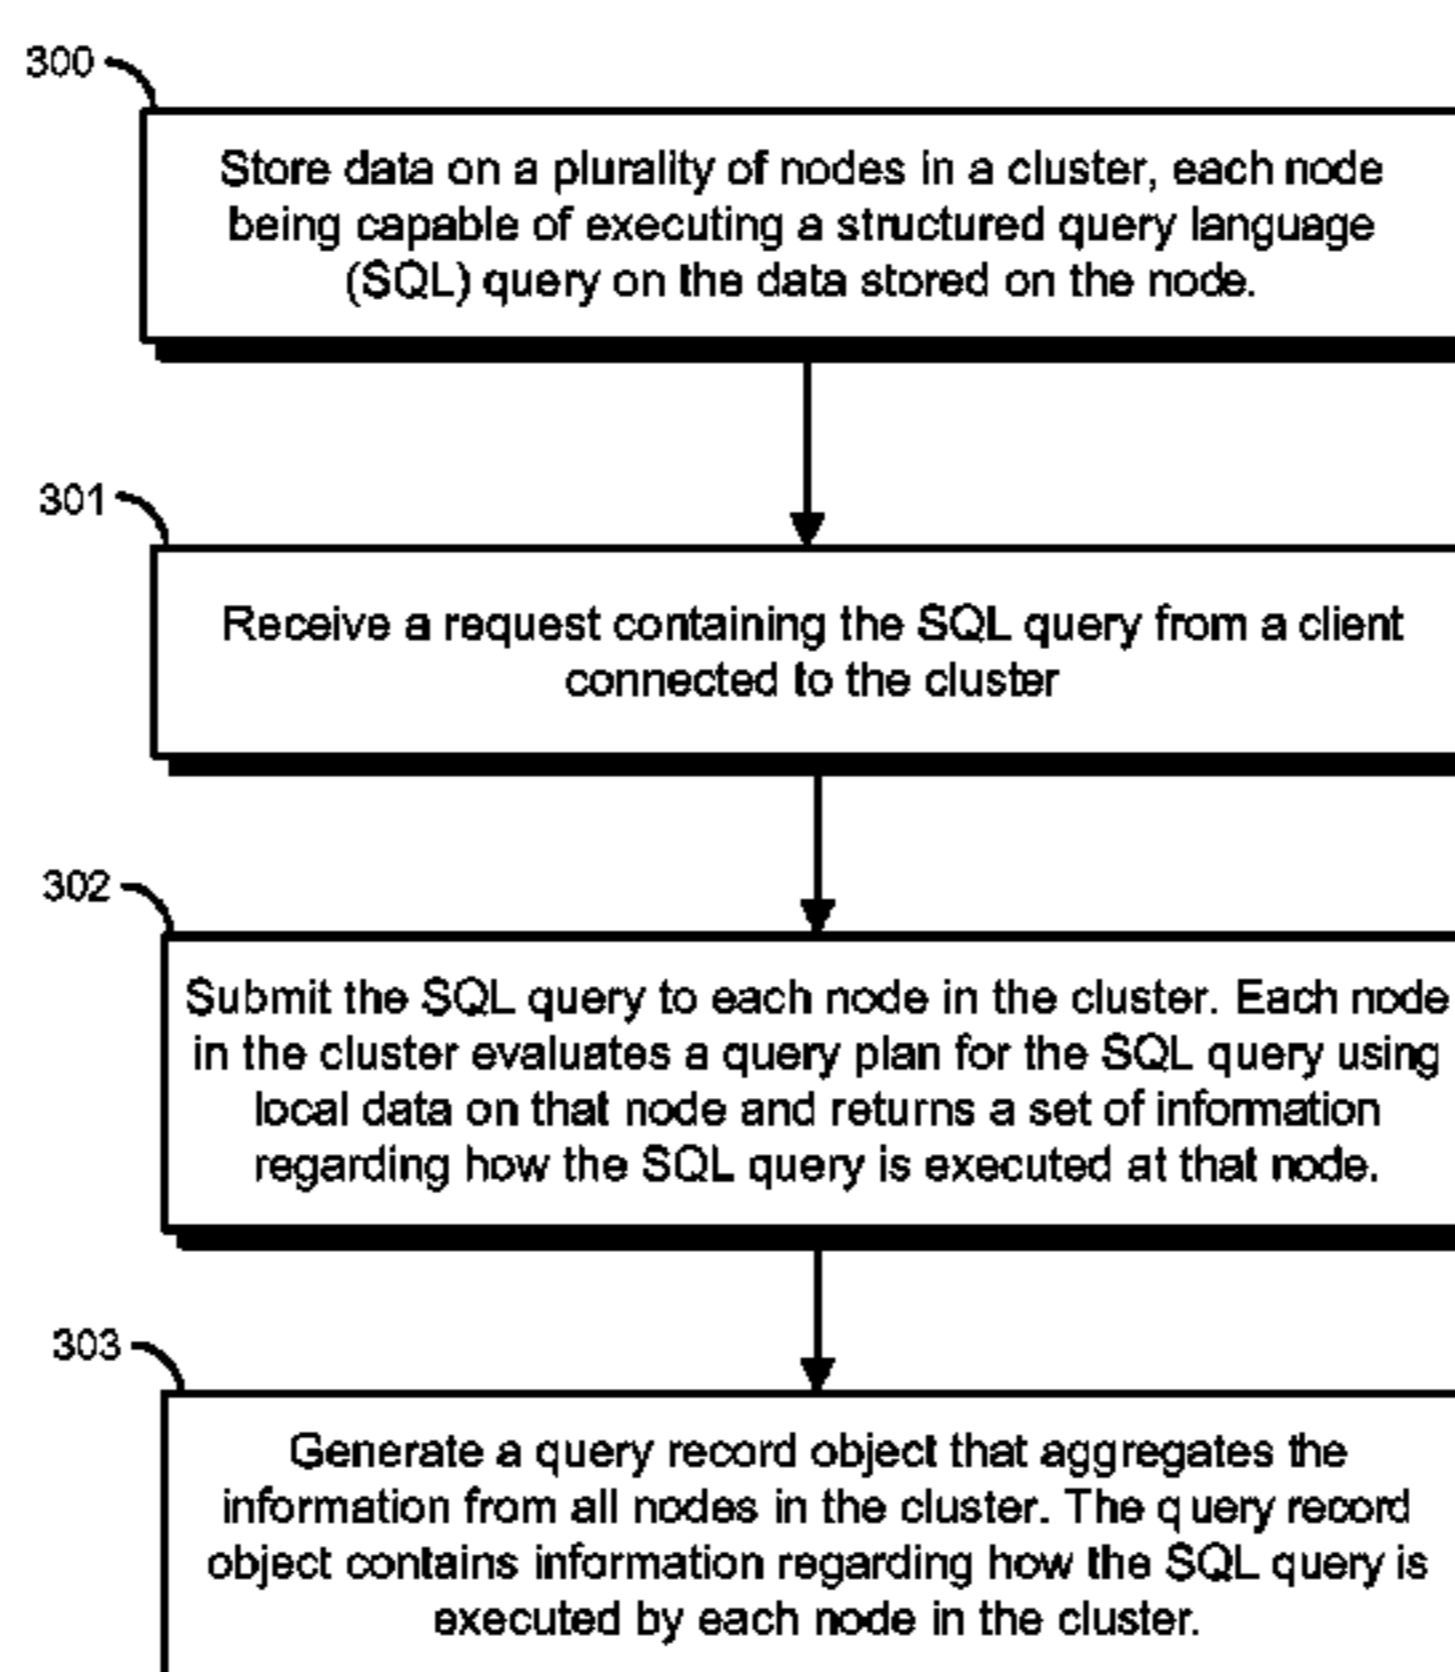 300
Store data on a plurality of nodes in a cluster, each node
being capable of executing a structured query language
(SQL) query on the data stored on the node.
301
Receive a request containing the SQL query from a client
connected to the cluster
302
Submit the SQL query to each node in the cluster. Each node
in the cluster evaluates a query plan for the SQL query using
local data on that node and returns a set of information
regarding how the SQL query is executed at that node.
303
Generate a query record object that aggregates the
information from all nodes in the cluster. The query record
object contains information regarding how the SQL query is
executed by each node in the cluster.